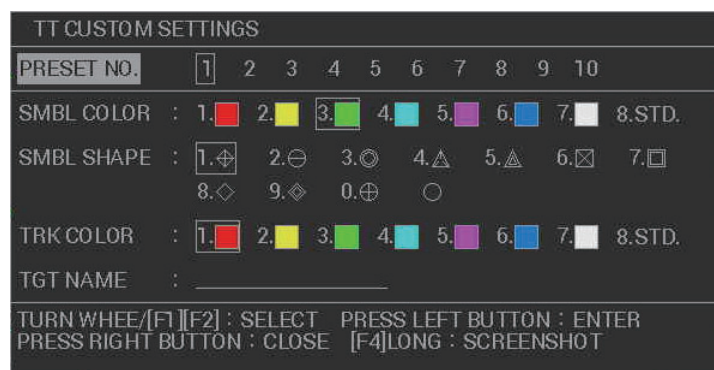 TT CUSTOM SETTINGS
PRESET NO. 1 2 3 4 5 6 7 8 9 10
SMBL COLOR : 1. 2. 3. 4. 5. 6. 7. 8.STD.
SMBL SHAPE : 1. 2. 3. 4. 5. 6. 7.
8. 9. 0.
TRK COLOR : 1. 2. 3. 4. 5. 6. 7. 8.STD.
TGT NAME :
TURN WHEE/[F1][F2] : SELECT PRESS LEFT BUTTON : ENTER
PRESS RIGHT BUTTON : CLOSE [F4]LONG : SCREENSHOT